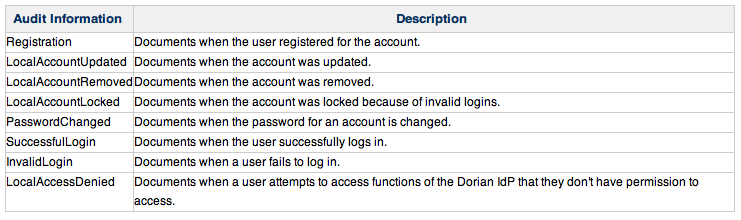 Audit Information Description
Registration Documents when the user registered for the account.
LocalAccountUpdated Documents when the account was updated.
LocalAccountRemoved Documents when the account was removed.
LocalAccountLocked Documents when the account was locked because of invalid logins.
PasswordChanged Documents when the password for an account is changed.
SuccessfulLogin Documents when the user successfully logs in.
InvalidLogin Documents when a user fails to log in.
LocalAccessDenied Documents when a user attempts to access functions of the Dorian IdP that they don't have permission to
access.